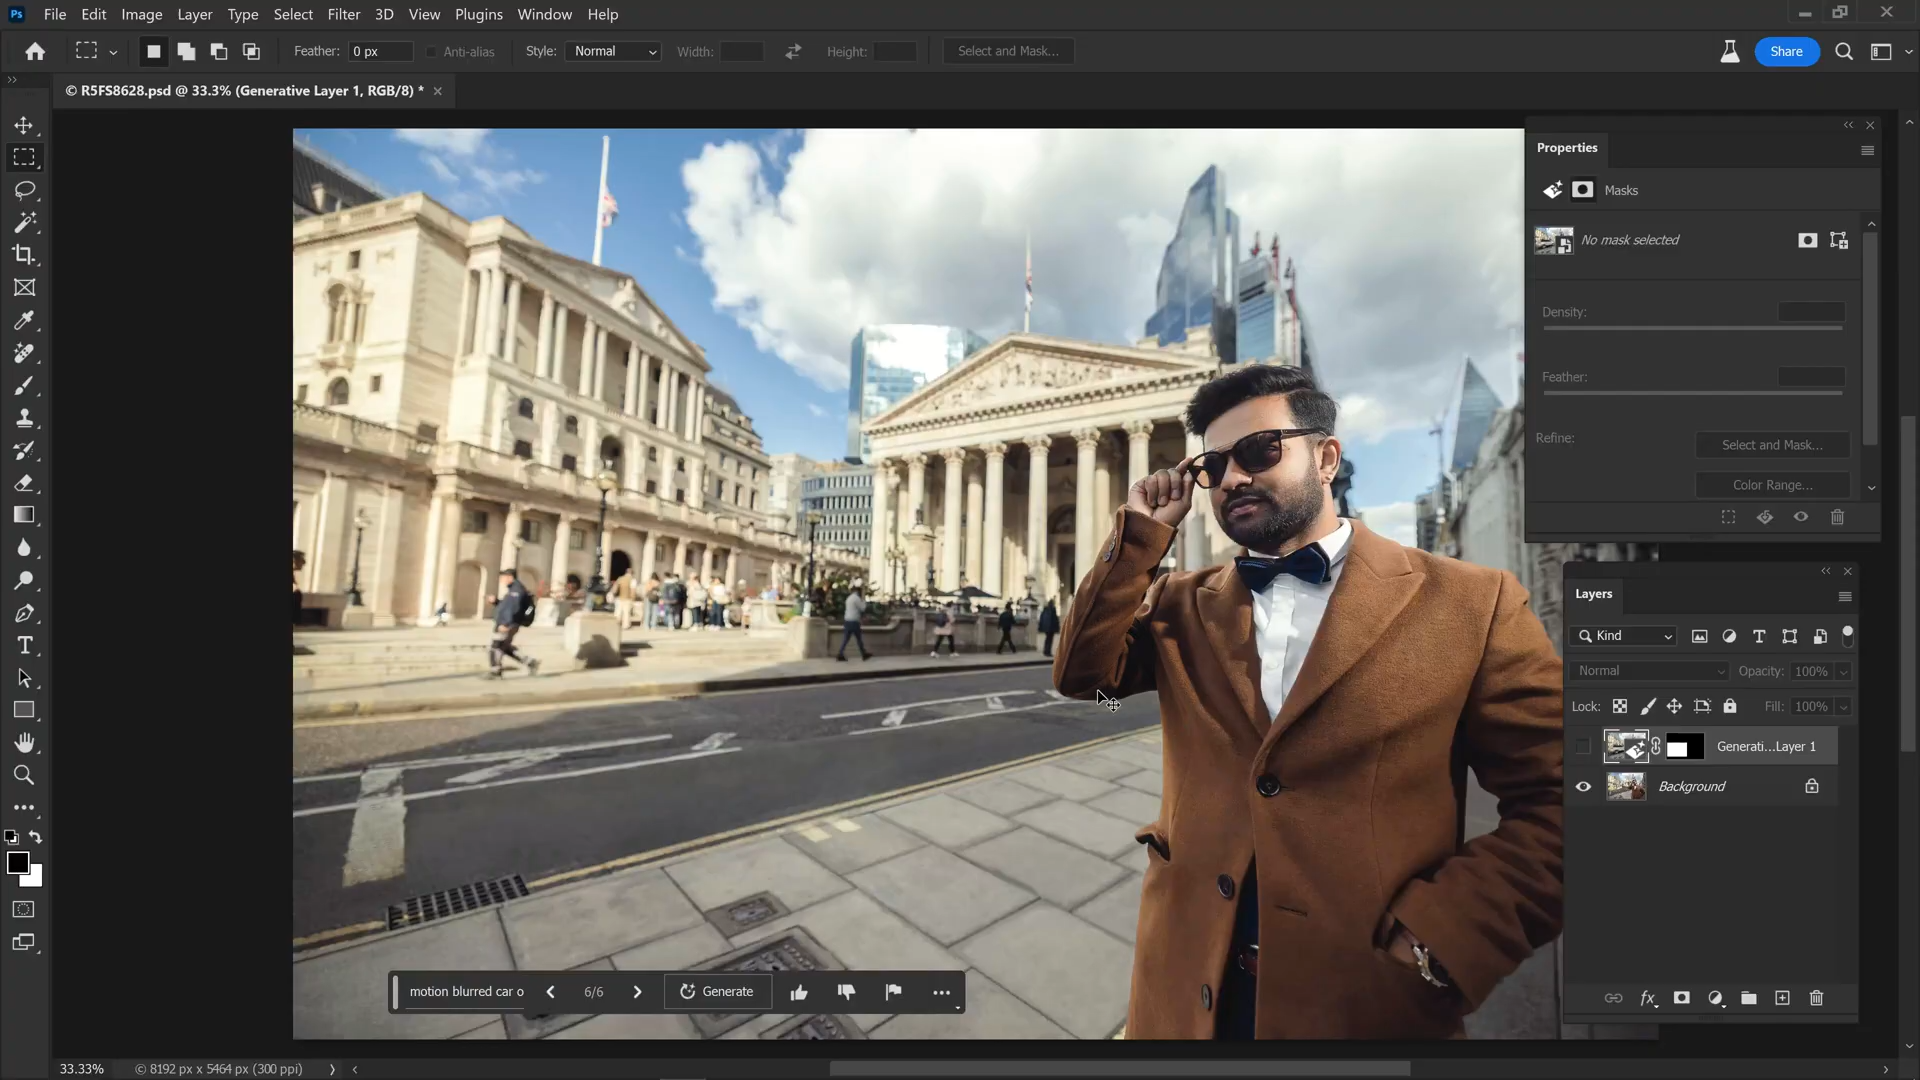 Ps File Edit Image Layer Type Select Filter 3D View Plugins Window Help
Feather: 0 px Anti-alias Style: Normal Width: Height: Select and Mask... Share
© R5FS8628.psd @ 33.3% (Generative Layer 1, RGB/8) *
Properties
Masks
No mask selected
Density:
Feather:
Refine: Select and Mask...
Color Range...
Layers
Kind
Normal Opacity: 100%
Lock: Fill: 100%
Generati...Layer 1
Background
motion blurred car o 6/6 Generate
fx
33.33% © 8192 px x 5464 px (300 ppi)